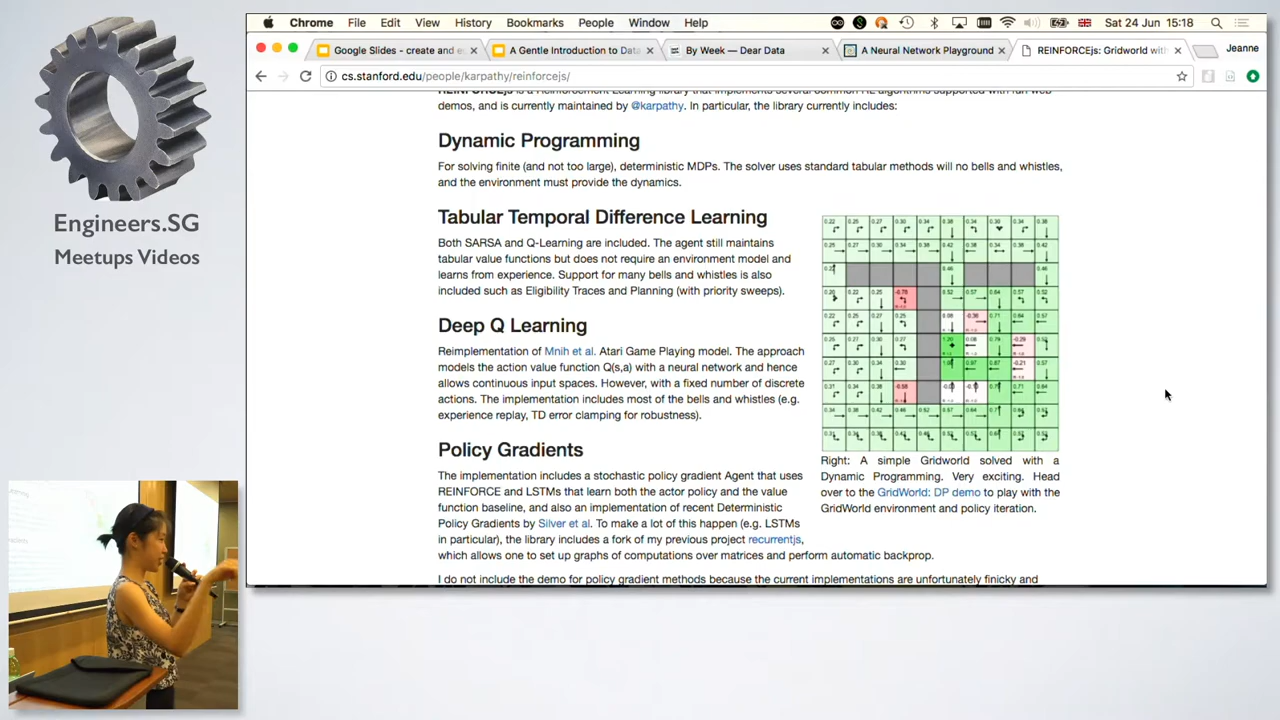 Engineers.SG
Meetups Videos
Chrome File Edit View History Bookmarks People Window Help
Sat 24 Jun 15:18
Google Slides - create and e
A Gentle Introduction to Data
By Week — Dear Data
A Neural Network Playground
REINFORCEjs: Gridworld with
Jeanne
cs.stanford.edu/people/karpathy/reinforcejs/
REINFORCEjs is a Reinforcement Learning library that implements several common RL algorithms supported with fun web
demos, and is currently maintained by @karpathy. In particular, the library currently includes:
Dynamic Programming
For solving finite (and not too large), deterministic MDPs. The solver uses standard tabular methods will no bells and whistles,
and the environment must provide the dynamics.
Tabular Temporal Difference Learning
Both SARSA and Q-Learning are included. The agent still maintains
tabular value functions but does not require an environment model and
learns from experience. Support for many bells and whistles is also
included such as Eligibility Traces and Planning (with priority sweeps).
Deep Q Learning
Reimplementation of Mnih et al. Atari Game Playing model. The approach
models the action value function Q(s,a) with a neural network and hence
allows continuous input spaces. However, with a fixed number of discrete
actions. The implementation includes most of the bells and whistles (e.g.
experience replay, TD error clamping for robustness).
Policy Gradients
The implementation includes a stochastic policy gradient Agent that uses
REINFORCE and LSTMs that learn both the actor policy and the value
function baseline, and also an implementation of recent Deterministic
Policy Gradients by Silver et al. To make a lot of this happen (e.g. LSTMs
in particular), the library includes a fork of my previous project recurrentjs,
which allows one to set up graphs of computations over matrices and perform automatic backprop.
I do not include the demo for policy gradient methods because the current implementations are unfortunately finicky and
Right: A simple Gridworld solved with a
Dynamic Programming. Very exciting. Head
over to the GridWorld: DP demo to play with the
GridWorld environment and policy iteration.